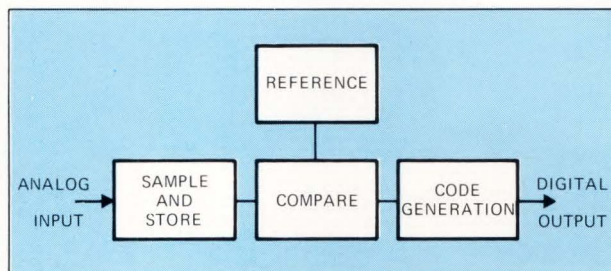 REFERENCE
ANALOG
INPUT
SAMPLE
AND
STORE
COMPARE
CODE
GENERATION
DIGITAL
OUTPUT